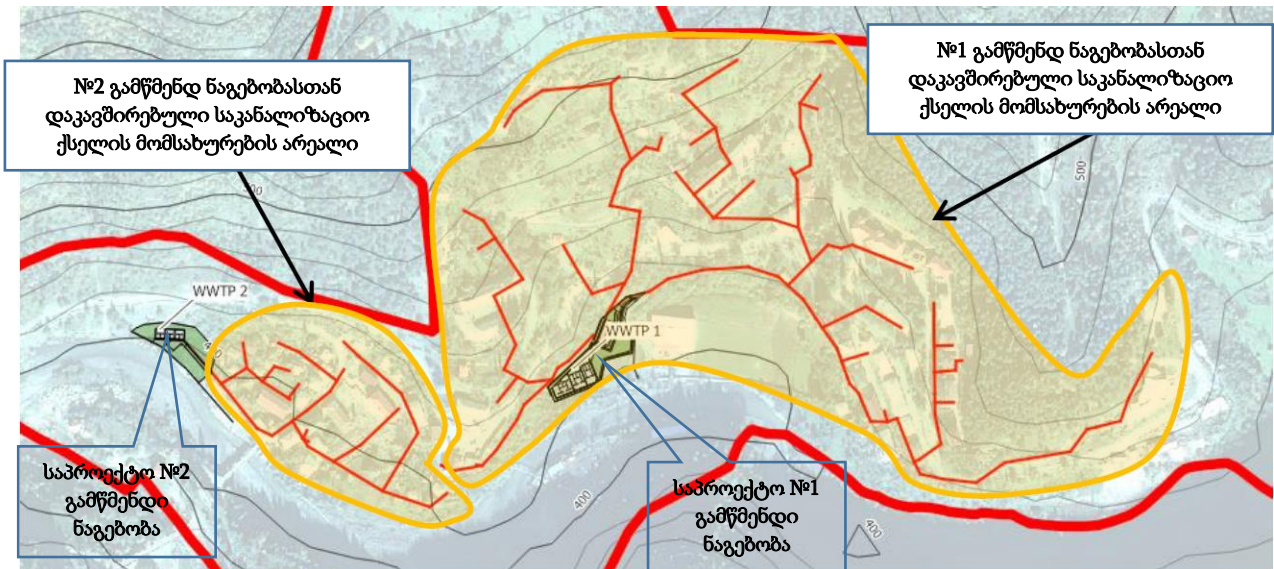 №2 გამწმენდ ნაგებობასთან
დაკავშირებული საკანალიზაციო
ქსელის მომსახურების არეალი
№1 გამწმენდ ნაგებობასთან
დაკავშირებული საკანალიზაციო
ქსელის მომსახურების არეალი
500
WWTP 2
WWTP 1
საპროექტო №2
გამწმენდი
ნაგებობა
საპროექტო №1
გამწმენდი
ნაგებობა
400
400